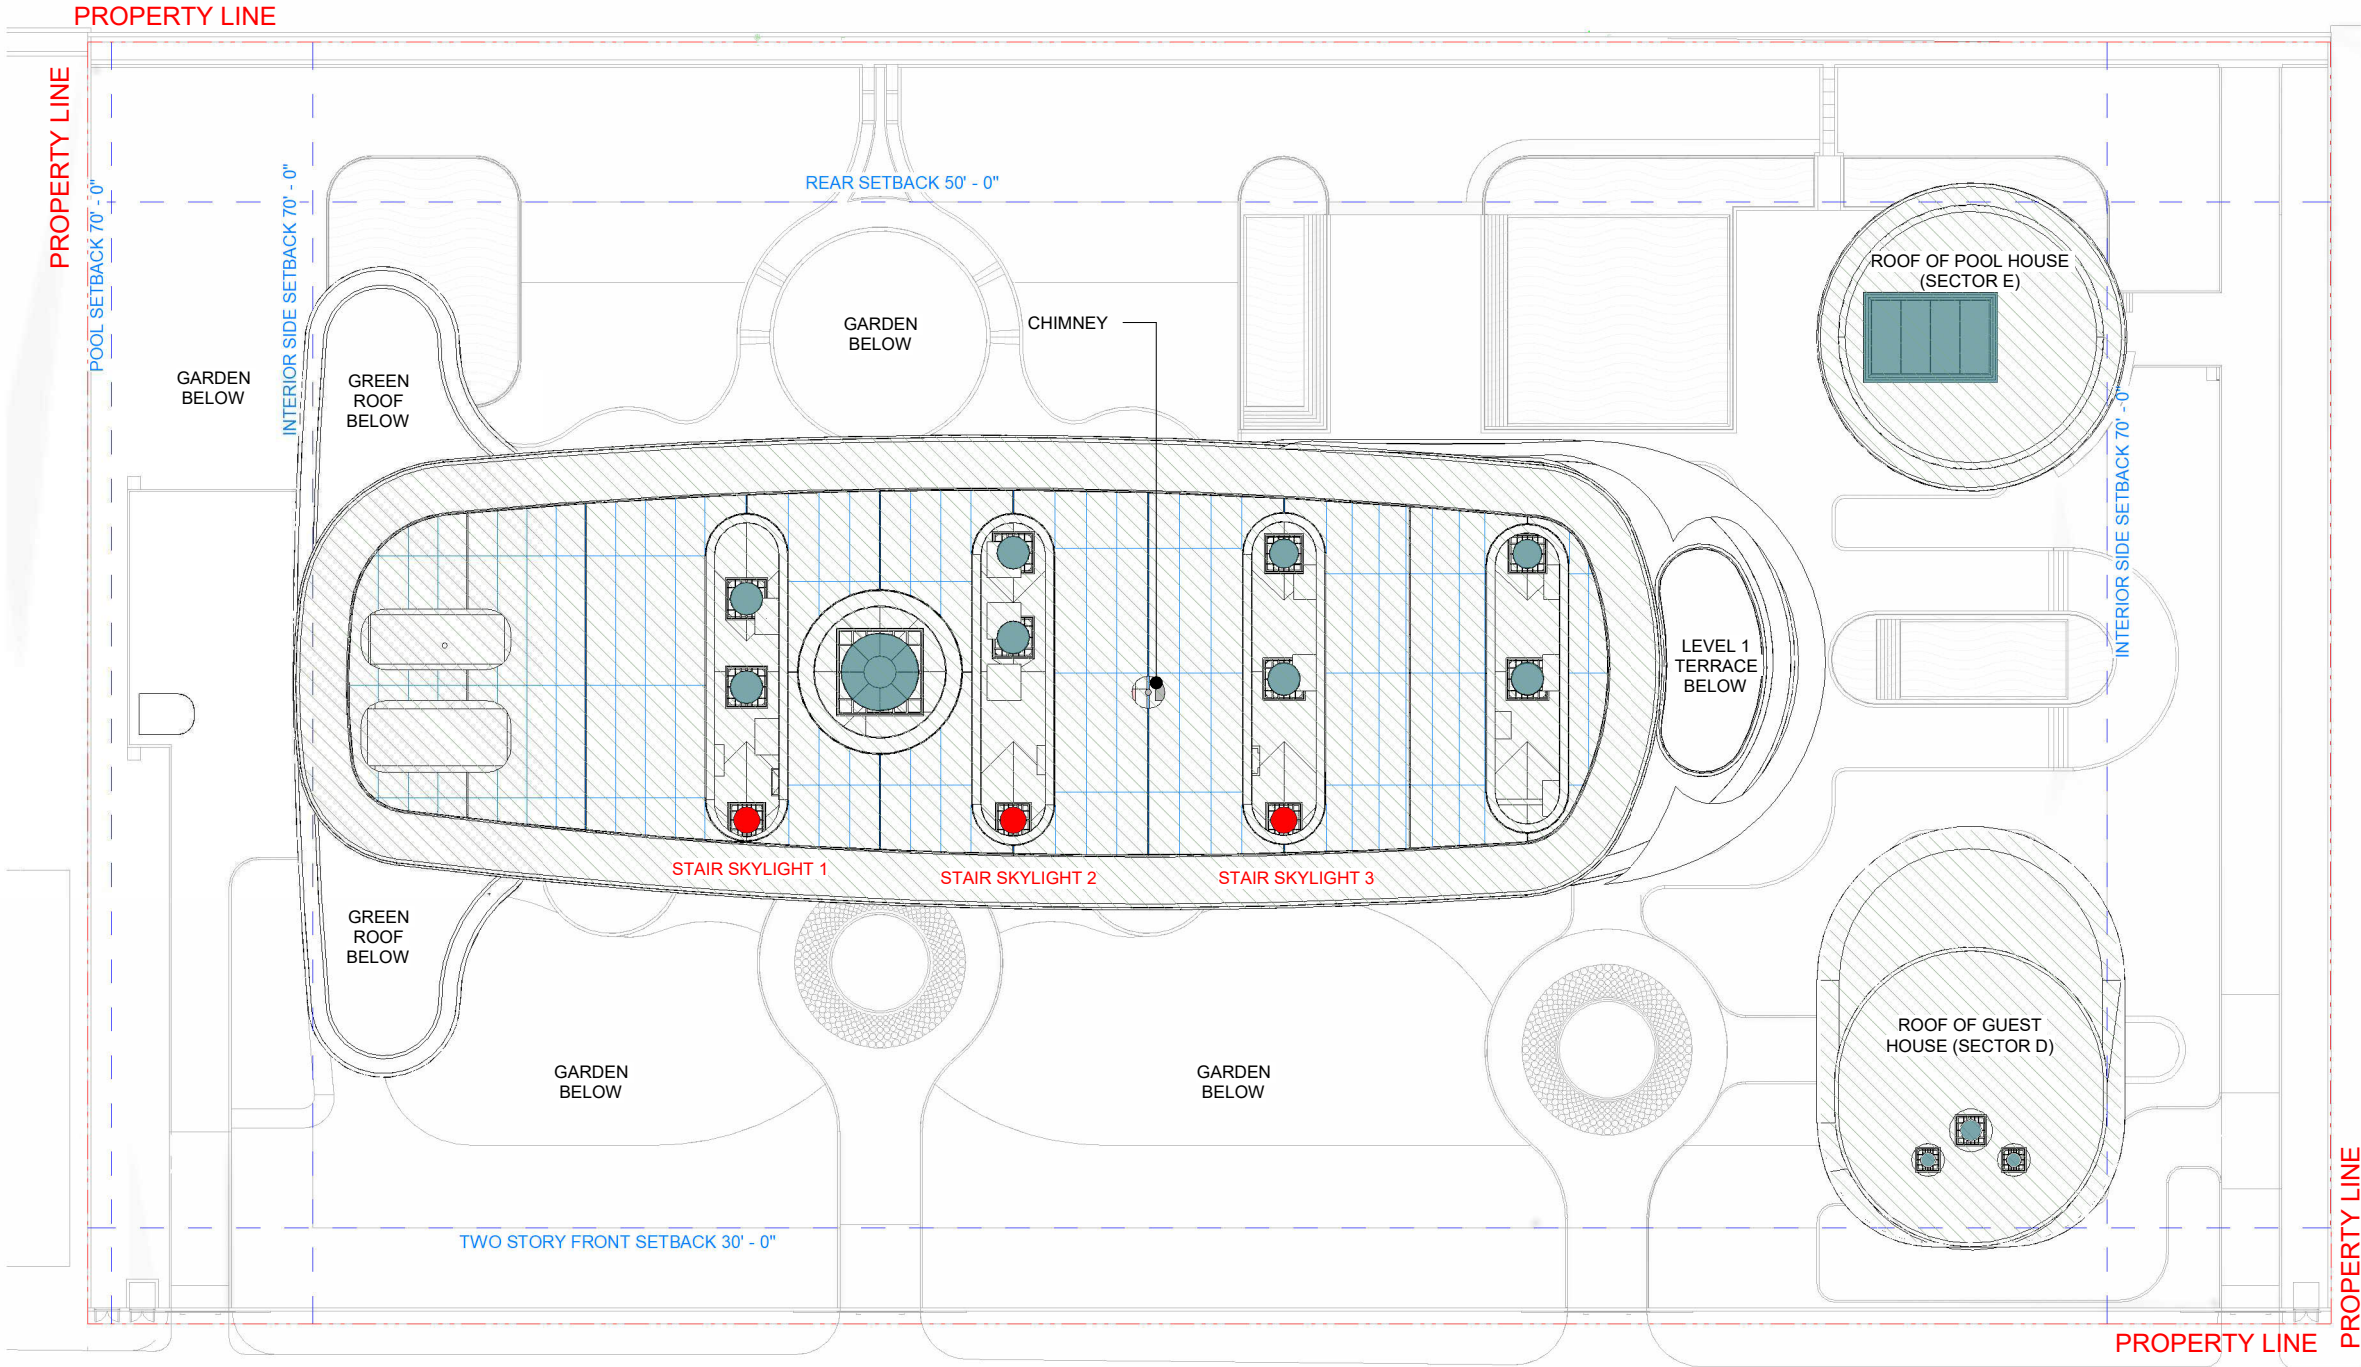 PROPERTY LINE
PROPERTY LINE
POOL SETBACK 70' - 0"
INTERIOR SIDE SETBACK 70' - 0"
REAR SETBACK 50' - 0"
ROOF OF POOL HOUSE
(SECTOR E)
GARDEN
BELOW
CHIMNEY
GARDEN
BELOW
GREEN
ROOF
BELOW
INTERIOR SIDE SETBACK 70' - 0"
LEVEL 1
TERRACE
BELOW
STAIR SKYLIGHT 1
STAIR SKYLIGHT 2
STAIR SKYLIGHT 3
GREEN
ROOF
BELOW
ROOF OF GUEST
HOUSE (SECTOR D)
GARDEN
BELOW
GARDEN
BELOW
TWO STORY FRONT SETBACK 30' - 0"
PROPERTY LINE
PROPERTY LINE